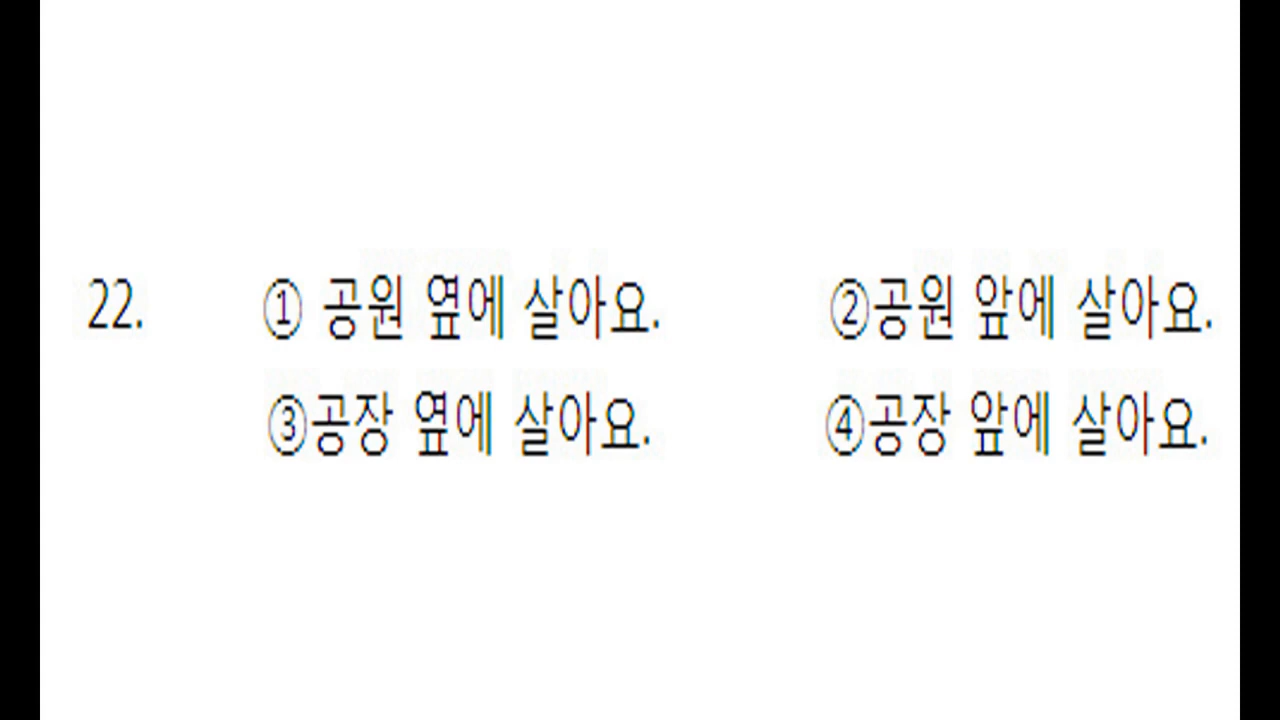 22. ① 공원 옆에 살아요. ②공원 앞에 살아요.
③공장 옆에 살아요. ④공장 앞에 살아요.